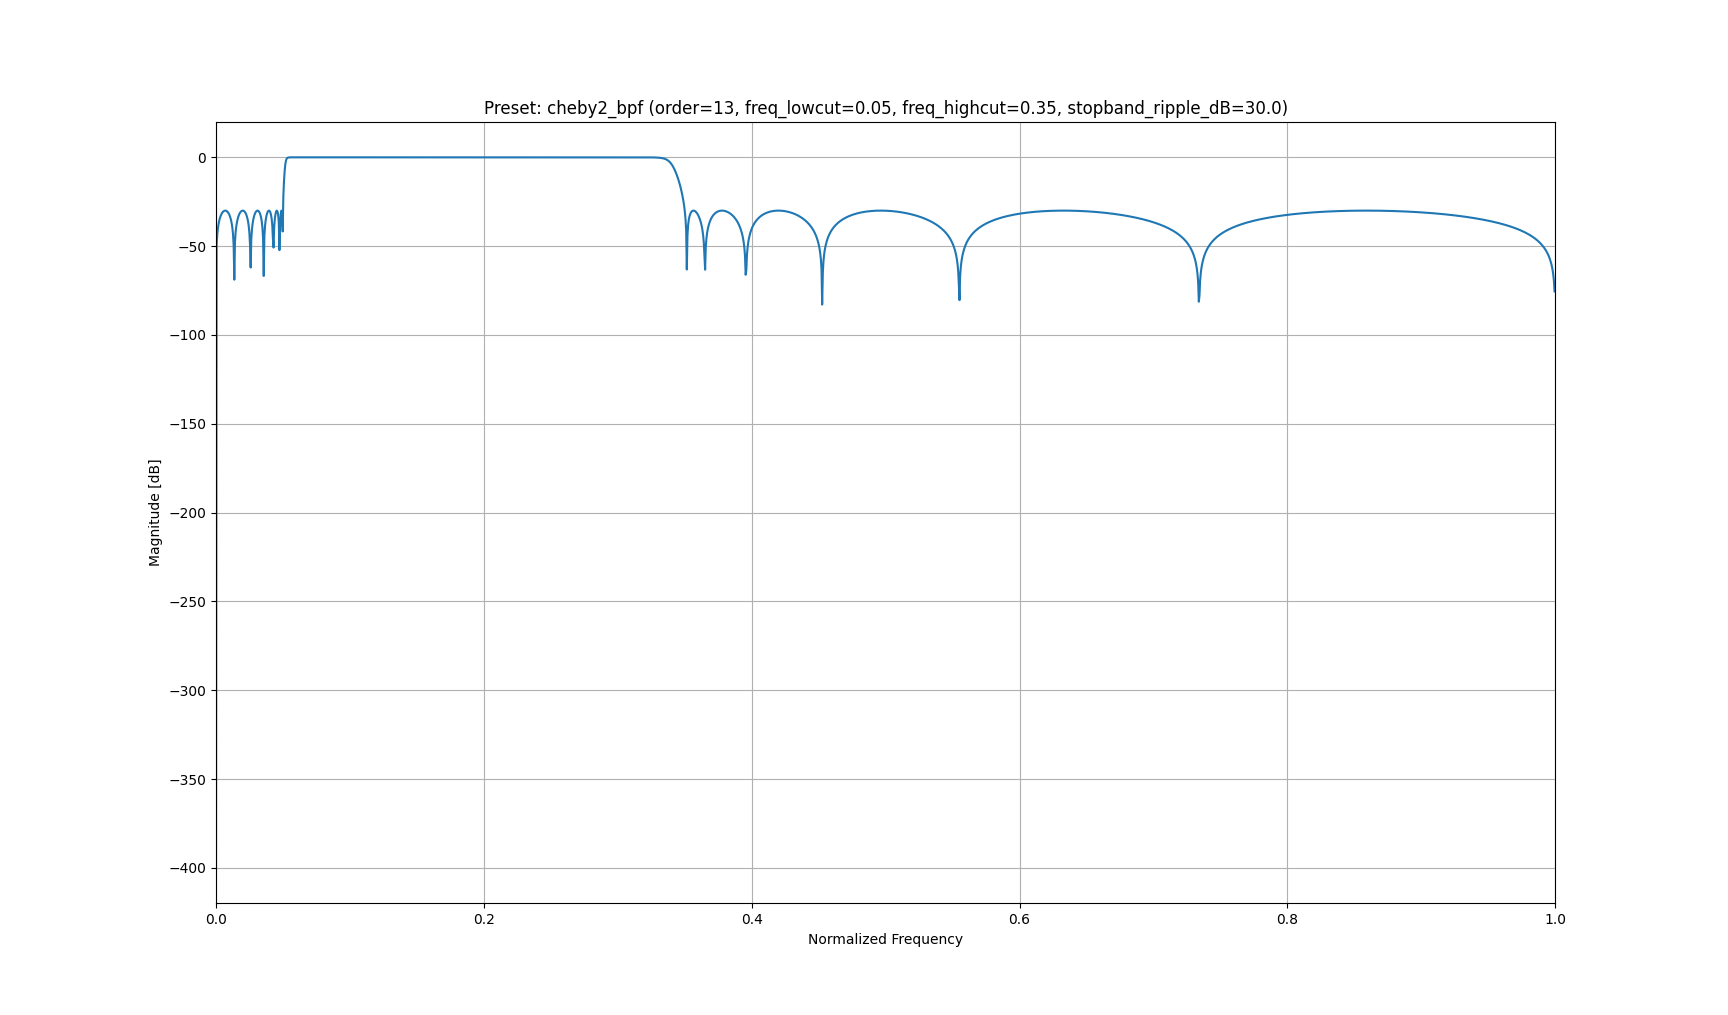 Preset: cheby2_bpf (order=13, freq_lowcut=0.05, freq_highcut=0.35, stopband_ripple_dB=30.0)
Magnitude [dB]
0
−50
−100
−150
−200
−250
−300
−350
−400
0.0 0.2 0.4 0.6 0.8 1.0
Normalized Frequency